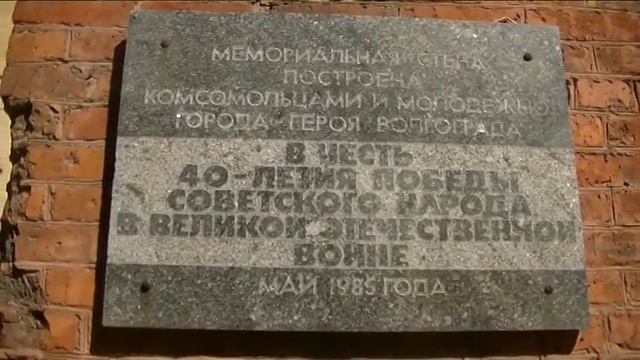 МЕМОРИАЛЬНАЯ СТЕНА
ПОСТРОЕНА
КОМСОМОЛЬЦАМИ И МОЛОДЕЖЬЮ
ГОРОДА-ГЕРОЯ ВОЛГОГРАДА
В ЧЕСТЬ
40-ЛЕТИЯ ПОБЕДЫ
СОВЕТСКОГО НАРОДА
В ВЕЛИКОЙ ОТЕЧЕСТВЕННОЙ
ВОЙНЕ
МАЙ 1985 ГОДА